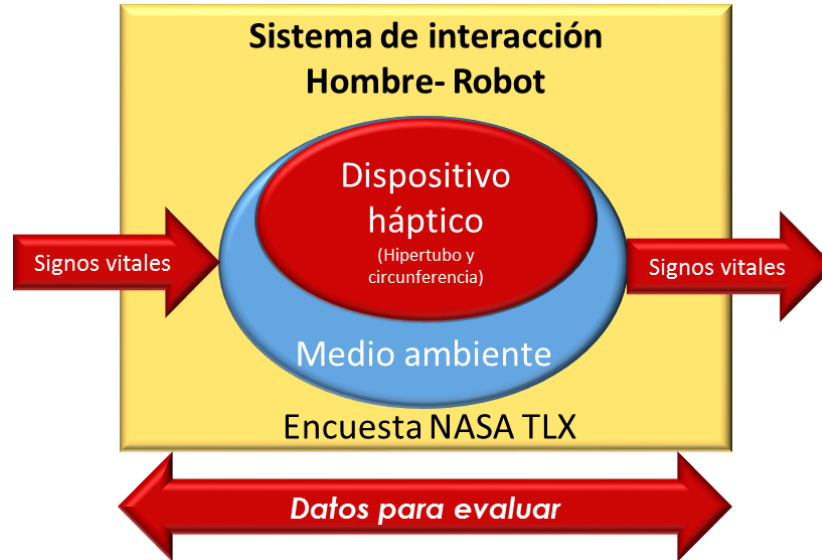 Sistema de interacción
Hombre- Robot
Dispositivo
háptico
(Hipertubo y
circunferencia)
Signos vitales
Signos vitales
Medio ambiente
Encuesta NASA TLX
Datos para evaluar